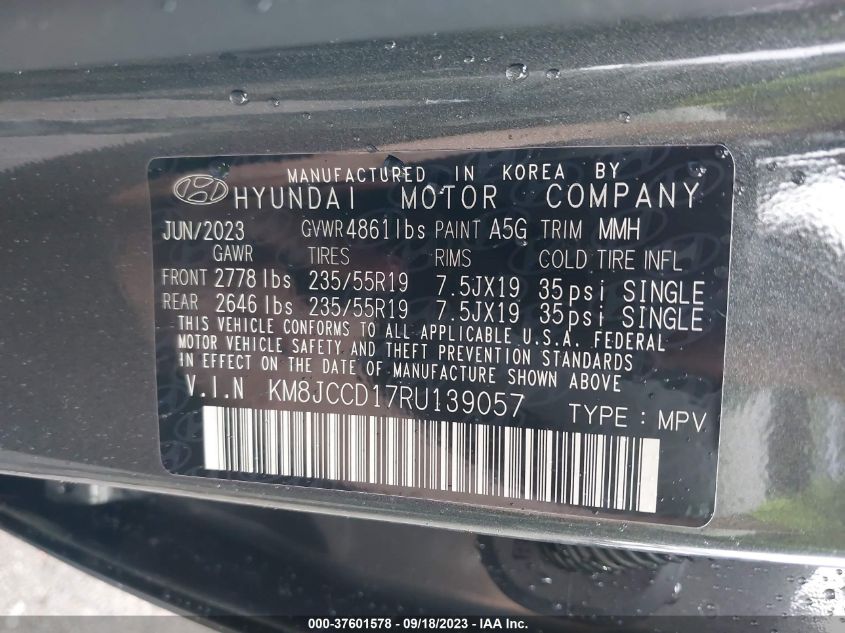 MANUFACTURED IN KOREA BY
HYUNDAI MOTOR COMPANY
JUN/2023 GVWR 4861 lbs PAINT A5G TRIM MMH
GAWR TIRES RIMS COLD TIRE INFL
FRONT 2778 lbs 235/55R19 7.5JX19 35psi SINGLE
REAR 2646 lbs 235/55R19 7.5JX19 35psi SINGLE
THIS VEHICLE CONFORMS TO ALL APPLICABLE U.S.A. FEDERAL
MOTOR VEHICLE SAFETY AND THEFT PREVENTION STANDARDS
IN EFFECT ON THE DATE OF MANUFACTURE SHOWN ABOVE
V.I.N KM8JCCD17RU139057 TYPE : MPV
000-37601578 - 09/18/2023 - IAA Inc.